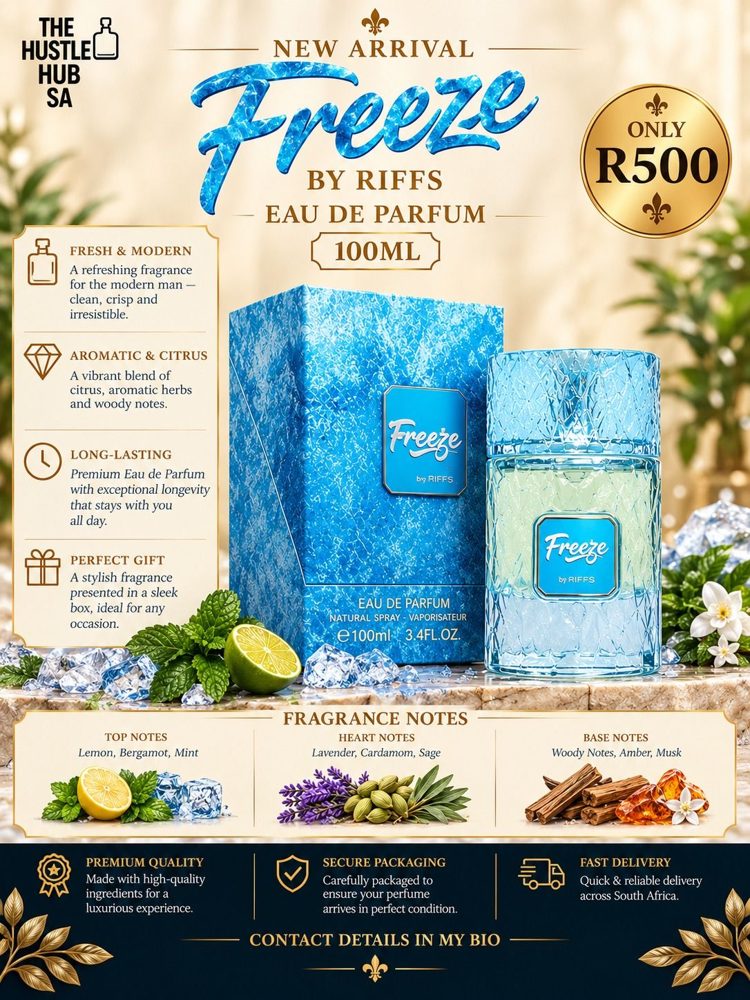 THE
HUSTLE
HUB
SA
NEW ARRIVAL
Freeze
BY RIFFS
EAU DE PARFUM
100ML
ONLY
R500
FRESH & MODERN
A refreshing fragrance
for the modern man —
clean, crisp and
irresistible.
AROMATIC & CITRUS
A vibrant blend of
citrus, aromatic herbs
and woody notes.
LONG-LASTING
Premium Eau de Parfum
with exceptional longevity
that stays with you
all day.
PERFECT GIFT
A stylish fragrance
presented in a sleek
box, ideal for any
occasion.
Freeze
by RIFFS
EAU DE PARFUM
NATURAL SPRAY - VAPORISATEUR
℮100ml 3.4FL.OZ.
Freeze
by RIFFS
FRAGRANCE NOTES
TOP NOTES
Lemon, Bergamot, Mint
HEART NOTES
Lavender, Cardamom, Sage
BASE NOTES
Woody Notes, Amber, Musk
PREMIUM QUALITY
Made with high-quality
ingredients for a
luxurious experience.
SECURE PACKAGING
Carefully packaged to
ensure your perfume
arrives in perfect condition.
FAST DELIVERY
Quick & reliable delivery
across South Africa.
CONTACT DETAILS IN MY BIO